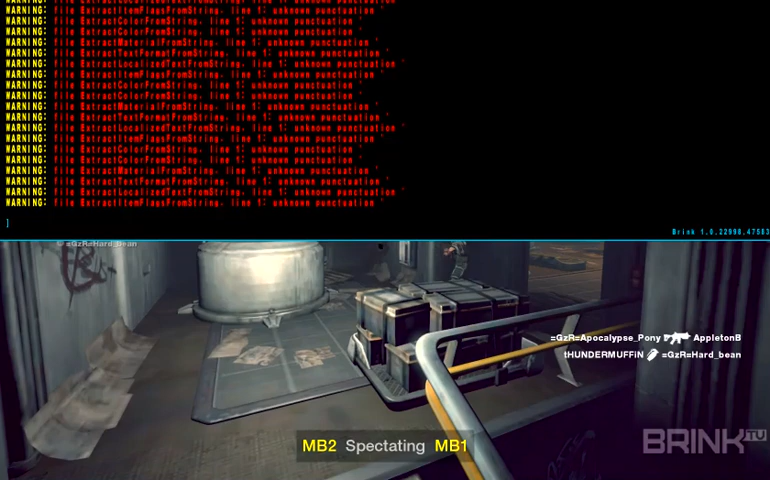 WARNING: file ExtractItemFlagsFromString, line 1: unknown punctuation '
WARNING: file ExtractColorFromString, line 1: unknown punctuation '
WARNING: file ExtractColorFromString, line 1: unknown punctuation '
WARNING: file ExtractMaterialFromString, line 1: unknown punctuation '
WARNING: file ExtractTextFormatFromString, line 1: unknown punctuation '
WARNING: file ExtractLocalizedTextFromString, line 1: unknown punctuation '
WARNING: file ExtractItemFlagsFromString, line 1: unknown punctuation '
WARNING: file ExtractColorFromString, line 1: unknown punctuation '
WARNING: file ExtractColorFromString, line 1: unknown punctuation '
WARNING: file ExtractMaterialFromString, line 1: unknown punctuation '
WARNING: file ExtractTextFormatFromString, line 1: unknown punctuation '
WARNING: file ExtractLocalizedTextFromString, line 1: unknown punctuation '
WARNING: file ExtractItemFlagsFromString, line 1: unknown punctuation '
WARNING: file ExtractColorFromString, line 1: unknown punctuation '
WARNING: file ExtractColorFromString, line 1: unknown punctuation '
WARNING: file ExtractMaterialFromString, line 1: unknown punctuation '
WARNING: file ExtractTextFormatFromString, line 1: unknown punctuation '
WARNING: file ExtractLocalizedTextFromString, line 1: unknown punctuation '
WARNING: file ExtractItemFlagsFromString, line 1: unknown punctuation '
]
Brink 1.0.22998.47583
=GzR=Hard_bean
=GzR=Apocalypse_Pony AppletonB
tHUNDERMUFFiN =GzR=Hard_bean
MB2 Spectating MB1
BRINK TV